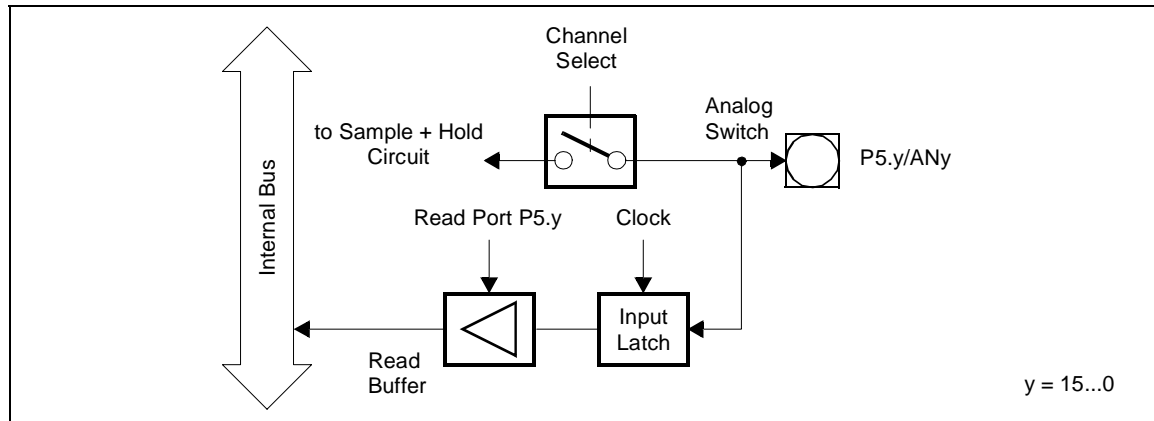 Channel
Select
to Sample + Hold
Circuit
Analog
Switch
P5.y/ANy
Read Port P5.y
Clock
Internal Bus
Input
Latch
Read
Buffer
y = 15...0